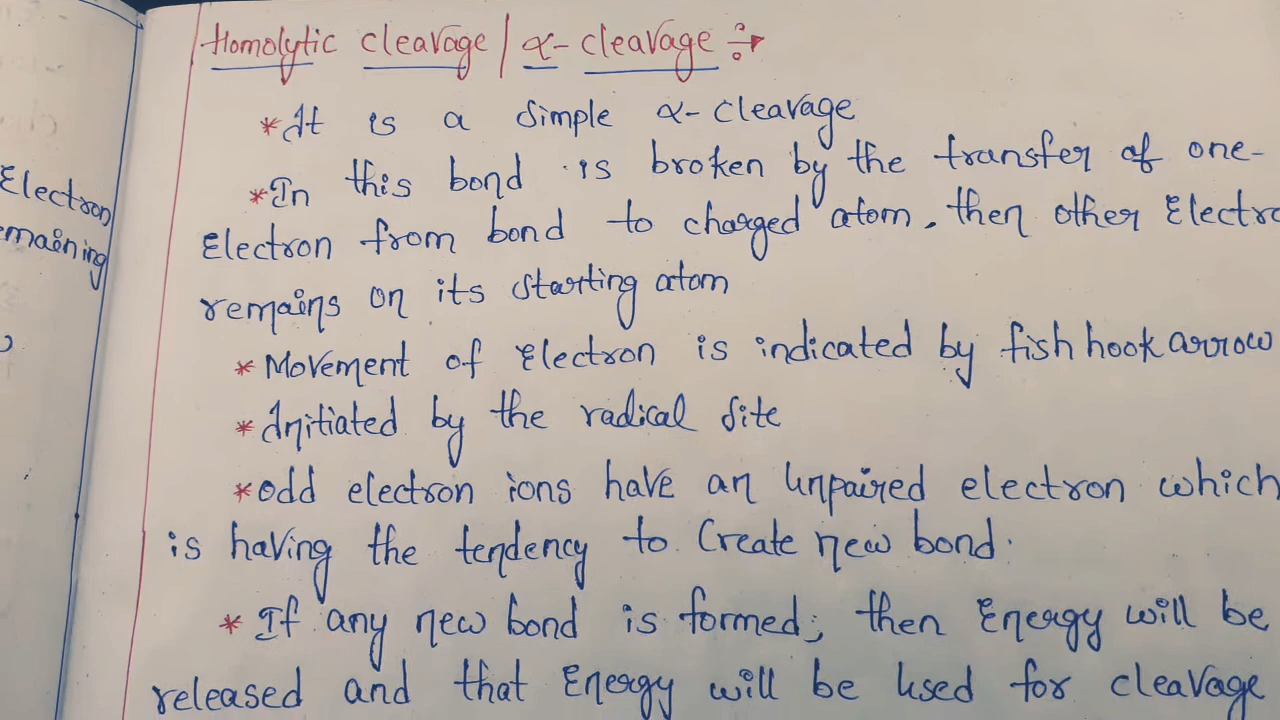 Electron
maining
Homolytic cleavage / α-cleavage ÷→
* It is a simple α-cleavage
* In this bond is broken by the transfer of one-
Electron from bond to charged atom, then other Electro
remains on its starting atom
* Movement of Electron is indicated by fish hook arrow
* Initiated by the radical site
* odd electron ions have an unpaired electron which
is having the tendency to Create new bond.
* If any new bond is formed; then Energy will be
released and that Energy will be used for cleavage